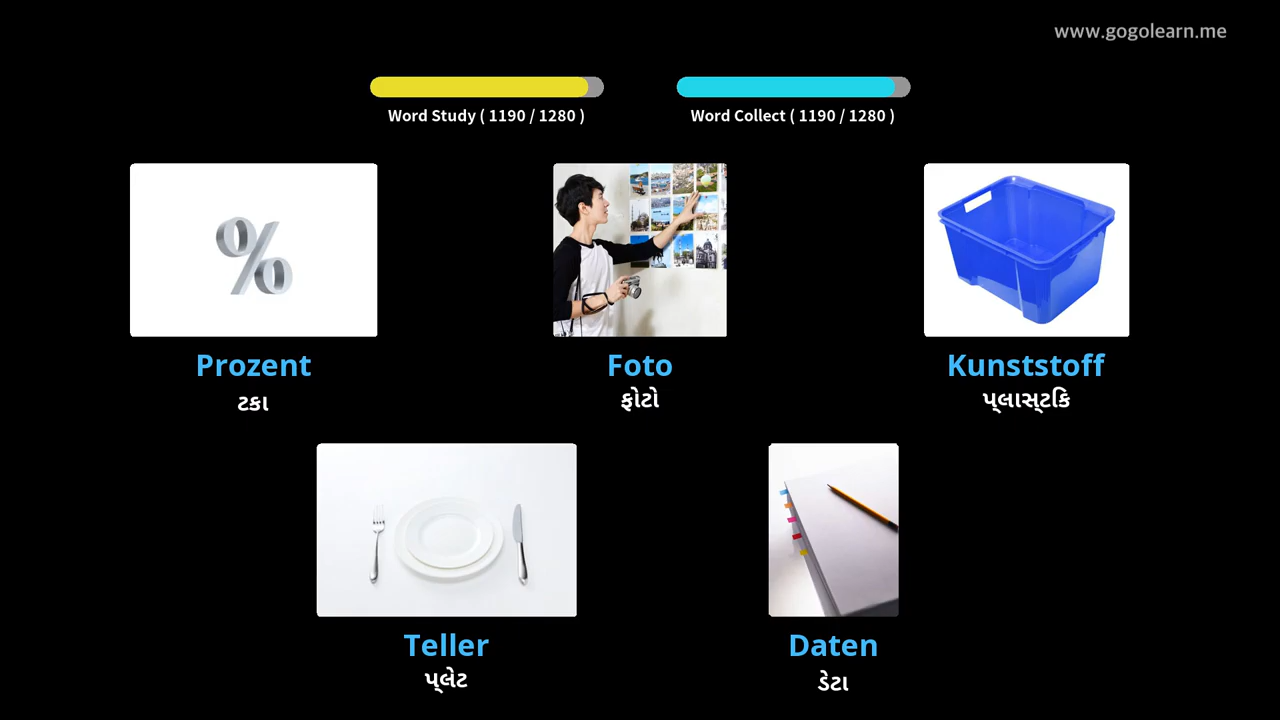 www.gogolearn.me
Word Study ( 1190 / 1280 )
Word Collect ( 1190 / 1280 )
%
Prozent
ટકા
Foto
ફોટો
Kunststoff
પ્લાસ્ટિક
Teller
પ્લેટ
Daten
ડેટા